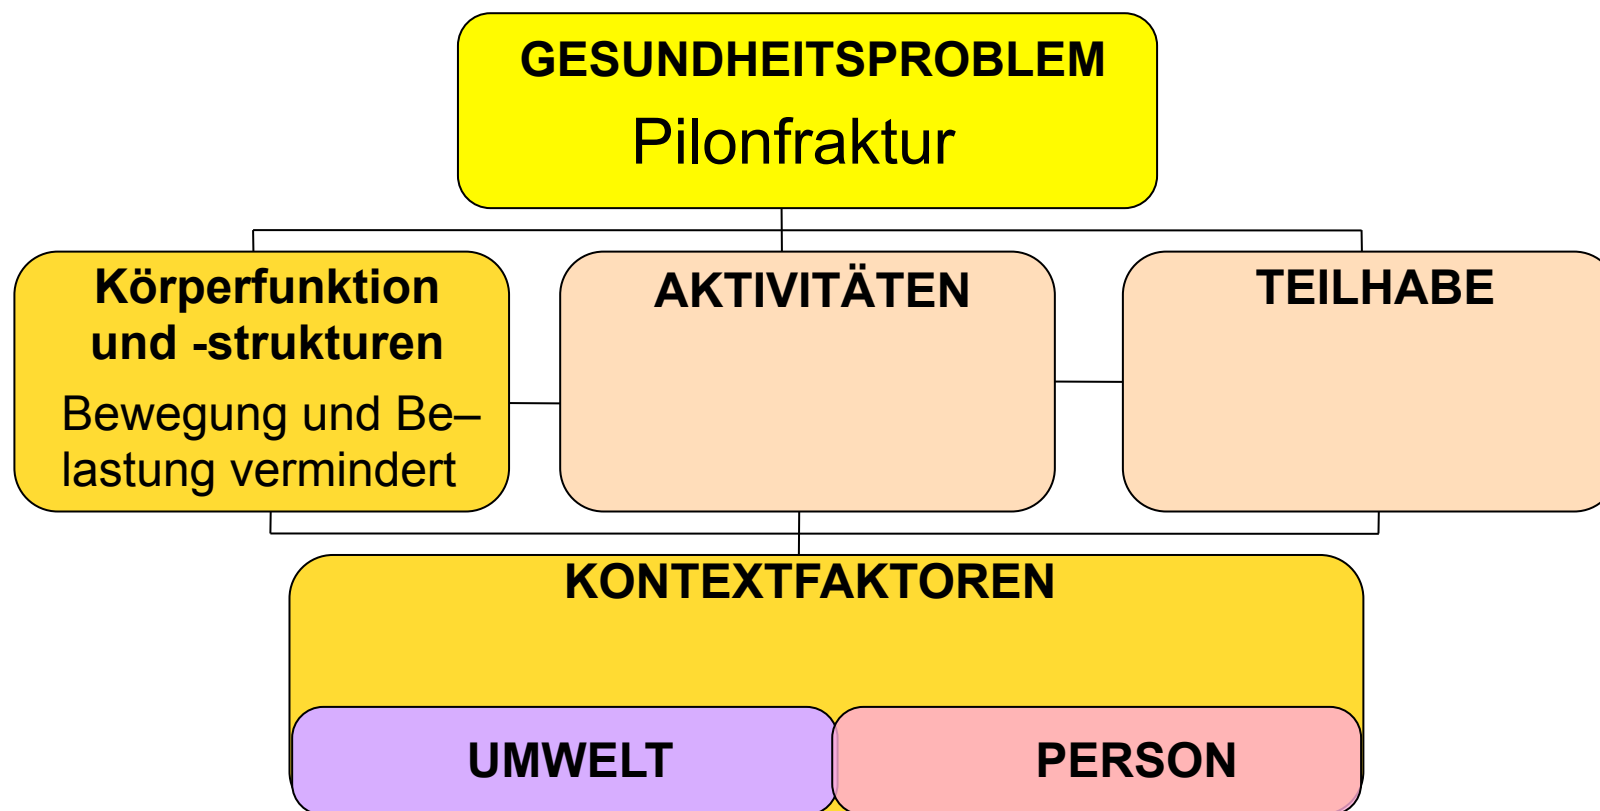 GESUNDHEITSPROBLEM
Pilonfraktur
Körperfunktion
und -strukturen
Bewegung und Be–
lastung vermindert
AKTIVITÄTEN
TEILHABE
KONTEXTFAKTOREN
UMWELT
PERSON